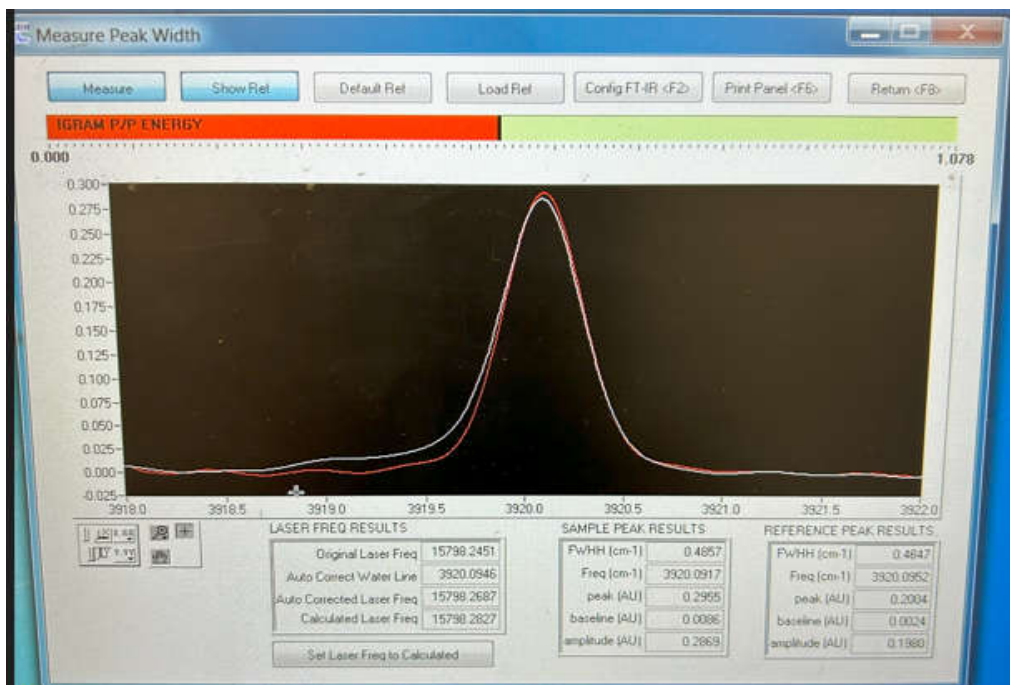 Measure Peak Width
Measure Show Ref Default Ref Load Ref Config FT-IR <F2> Print Panel <F6> Return <F8>
IGRAM P/P ENERGY
0.000 1.078
0.300
0.275
0.250
0.225
0.200
0.175
0.150
0.125
0.100
0.075
0.050
0.025
0.000
-0.025
3918.0 3918.5 3919.0 3919.5 3920.0 3920.5 3921.0 3921.5 3922.0
LASER FREQ RESULTS
Original Laser Freq 15798.2451
Auto Correct Water Line 3920.0946
Auto Corrected Laser Freq 15798.2687
Calculated Laser Freq 15798.2827
Set Laser Freq to Calculated
SAMPLE PEAK RESULTS
FWHH (cm-1) 0.4857
Freq (cm-1) 3920.0917
peak (AU) 0.2955
baseline (AU) 0.0086
amplitude (AU) 0.2869
REFERENCE PEAK RESULTS
FWHH (cm-1) 0.4647
Freq (cm-1) 3920.0952
peak (AU) 0.2004
baseline (AU) 0.0024
amplitude (AU) 0.1980